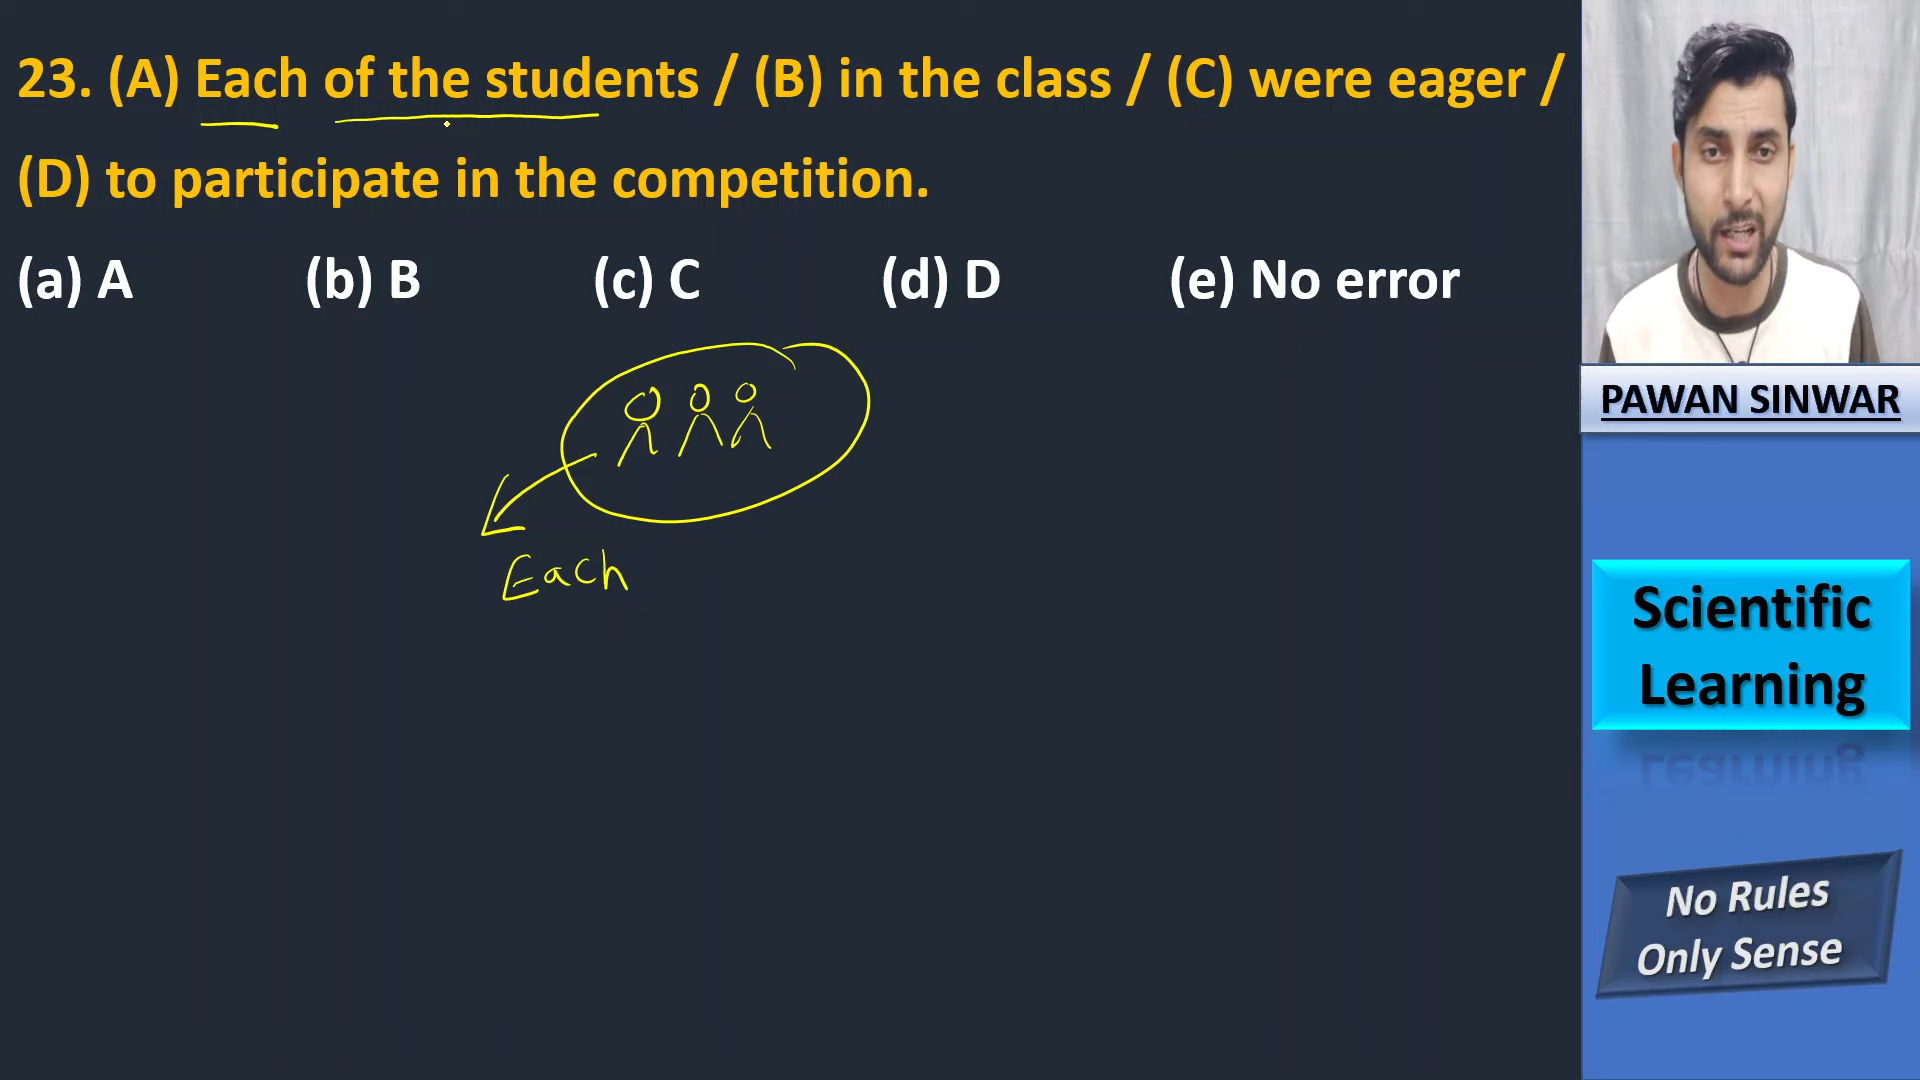 23. (A) Each of the students / (B) in the class / (C) were eager /
(D) to participate in the competition.
(a) A (b) B (c) C (d) D (e) No error
Each
PAWAN SINWAR
Scientific
Learning
No Rules
Only Sense